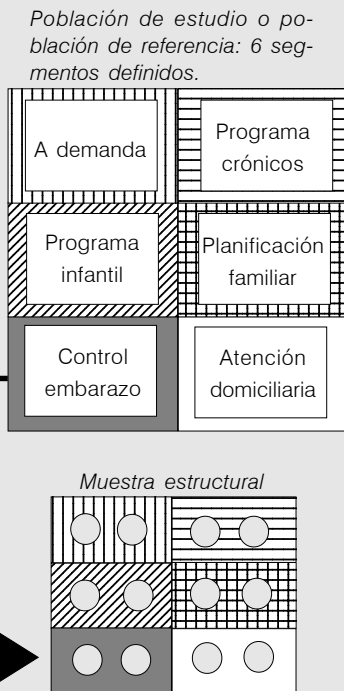 Población de estudio o po-
blación de referencia: 6 seg-
mentos definidos.
A demanda
Programa
crónicos
Programa
infantil
Planificación
familiar
Control
embarazo
Atención
domiciliaria
Muestra estructural